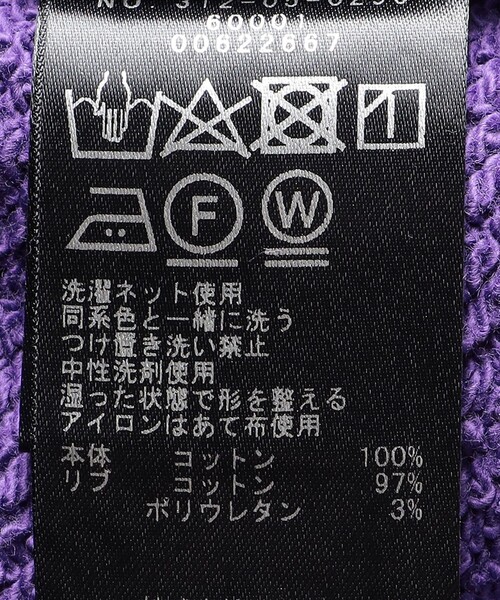 60001
00622667
F W
洗濯ネット使用
同系色と一緒に洗う
つけ置き洗い禁止
中性洗剤使用
湿った状態で形を整える
アイロンはあて布使用
本体 コットン 100%
リブ コットン 97%
ポリウレタン 3%